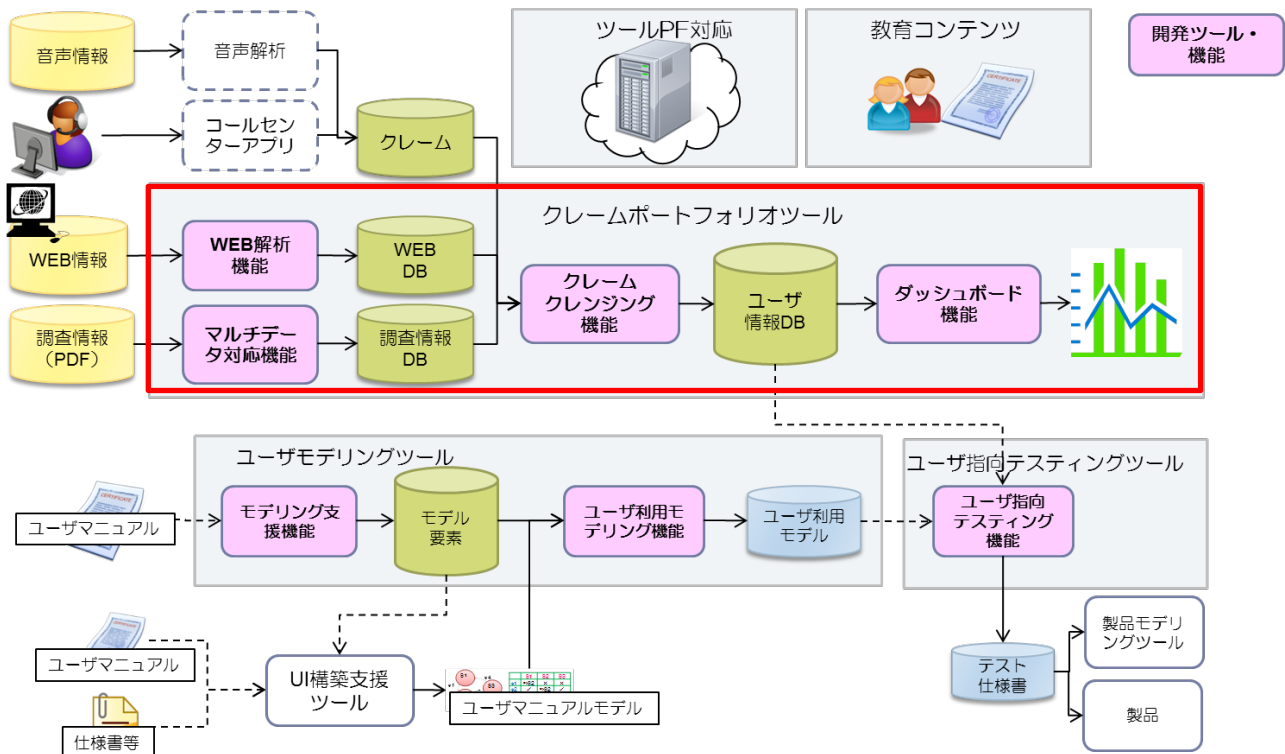 音声情報
音声解析
ツールPF対応
教育コンテンツ
開発ツール・
機能
コールセン
ターアプリ
クレーム
クレームポートフォリオツール
WEB情報
WEB解析
機能
WEB
DB
クレーム
クレンジング
機能
ユーザ
情報DB
ダッシュボード
機能
調査情報
(PDF)
マルチデー
タ対応機能
調査情報
DB
ユーザモデリングツール
ユーザ指向テスティングツール
ユーザマニュアル
モデリング支
援機能
モデル
要素
ユーザ利用モ
デリング機能
ユーザ利用
モデル
ユーザ指向
テスティング
機能
ユーザマニュアル
仕様書等
UI構築支援
ツール
ユーザマニュアルモデル
テスト
仕様書
製品モデリ
ングツール
製品